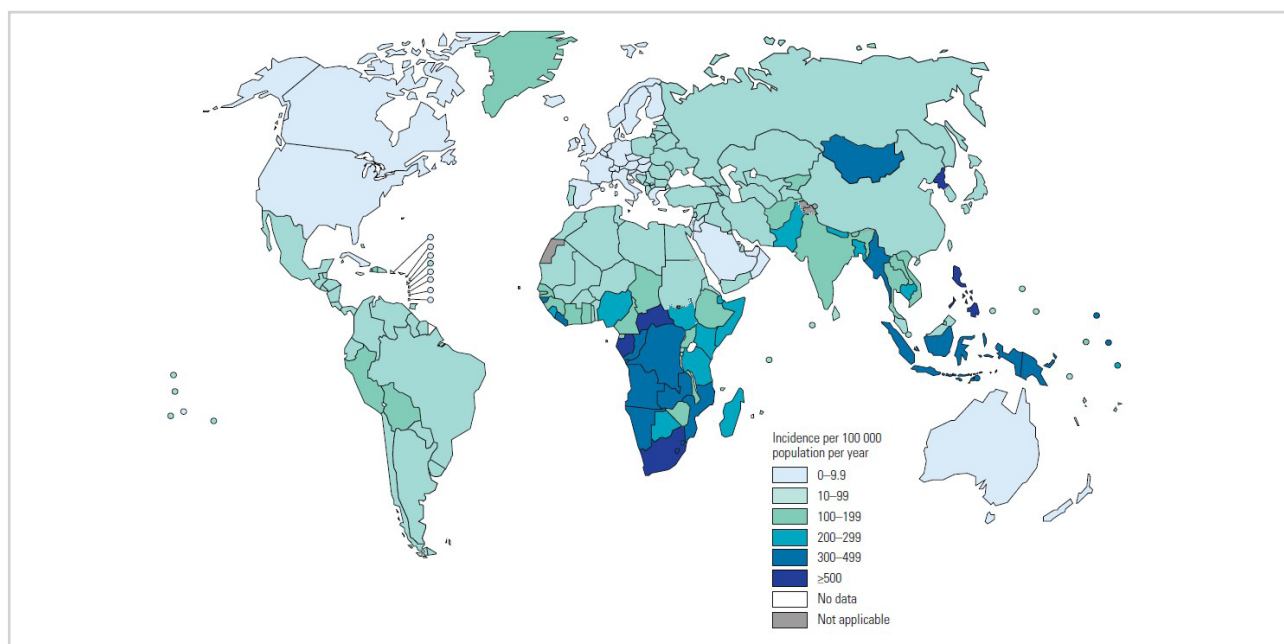 Incidence per 100 000
population per year
0–9.9
10–99
100–199
200–299
300–499
≥500
No data
Not applicable